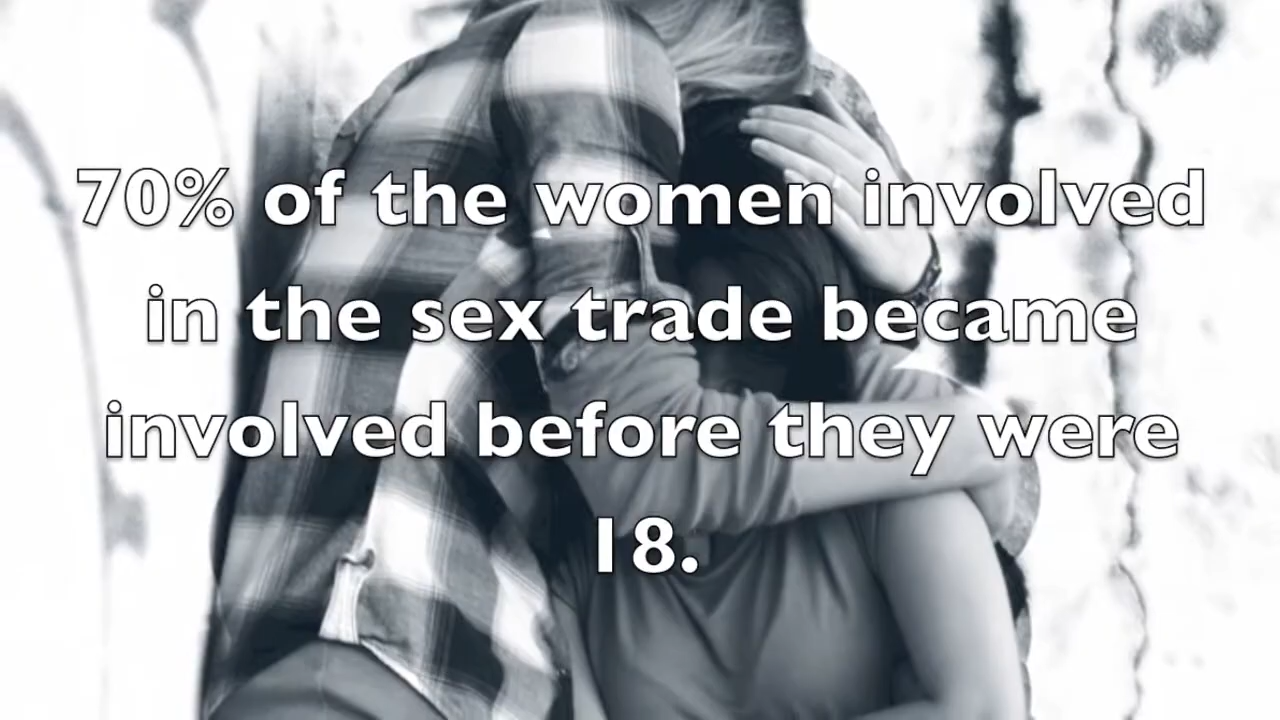 70% of the women involved
in the sex trade became
involved before they were
18.